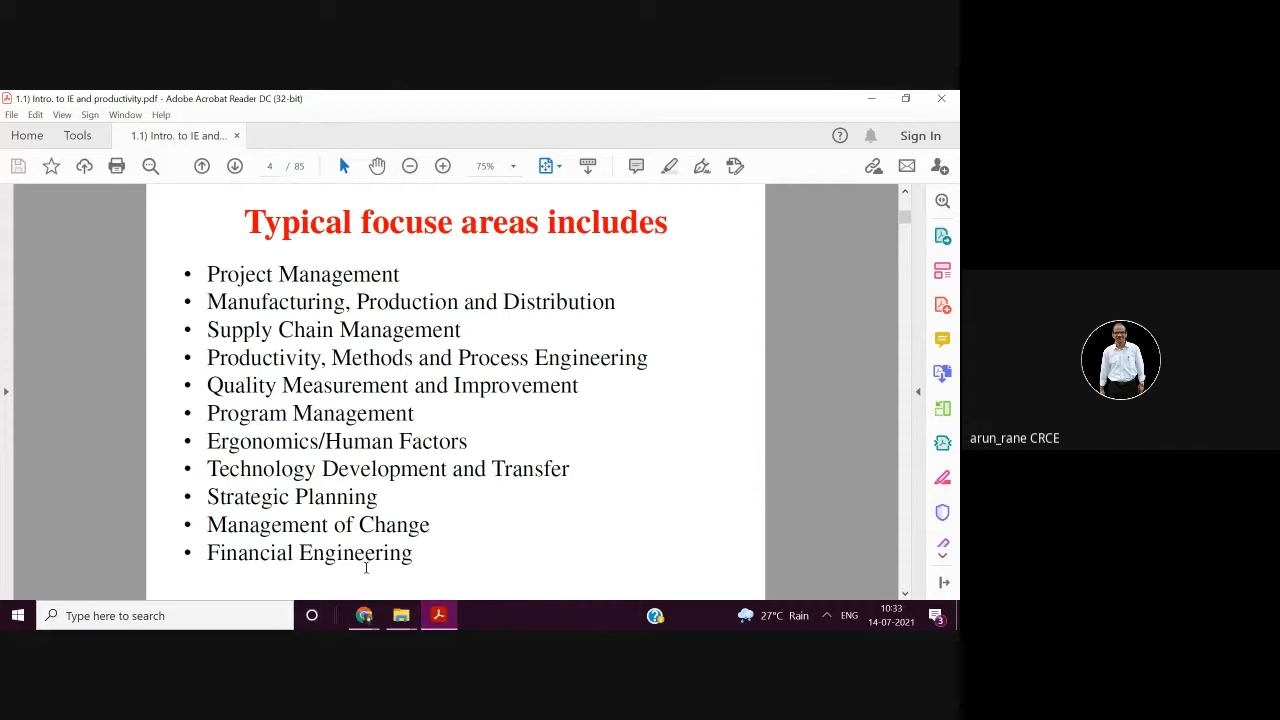 1.1) Intro. to IE and productivity.pdf - Adobe Acrobat Reader DC (32-bit)
File Edit View Sign Window Help
Home Tools 1.1) Intro. to IE and... × Sign In
4 / 85 75%
Typical focuse areas includes
• Project Management
• Manufacturing, Production and Distribution
• Supply Chain Management
• Productivity, Methods and Process Engineering
• Quality Measurement and Improvement
• Program Management
• Ergonomics/Human Factors
• Technology Development and Transfer
• Strategic Planning
• Management of Change
• Financial Engineering
arun_rane CRCE
Type here to search 27°C Rain ENG 10:33
14-07-2021 3